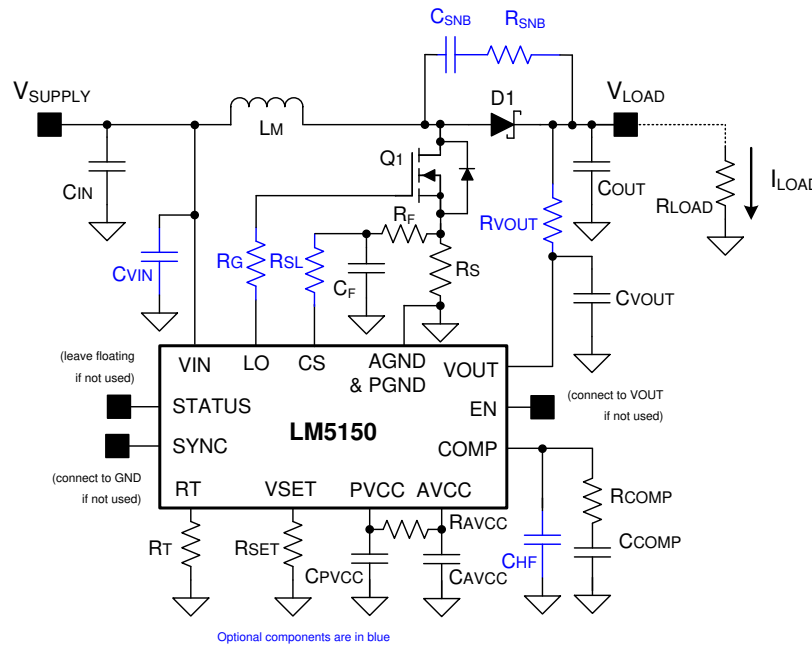 CSNB
RSNB
VSUPPLY
LM
D1
VLOAD
CIN
Q1
COUT
RLOAD
ILOAD
CVIN
RG
RSL
RF
CF
RS
RVOUT
CVOUT
VIN
LO
CS
AGND
& PGND
VOUT
(leave floating
if not used)
STATUS
EN
(connect to VOUT
if not used)
LM5150
SYNC
COMP
(connect to GND
if not used)
RT
VSET
PVCC
AVCC
RT
RSET
RAVCC
CPVCC
CAVCC
CHF
RCOMP
CCOMP
Optional components are in blue